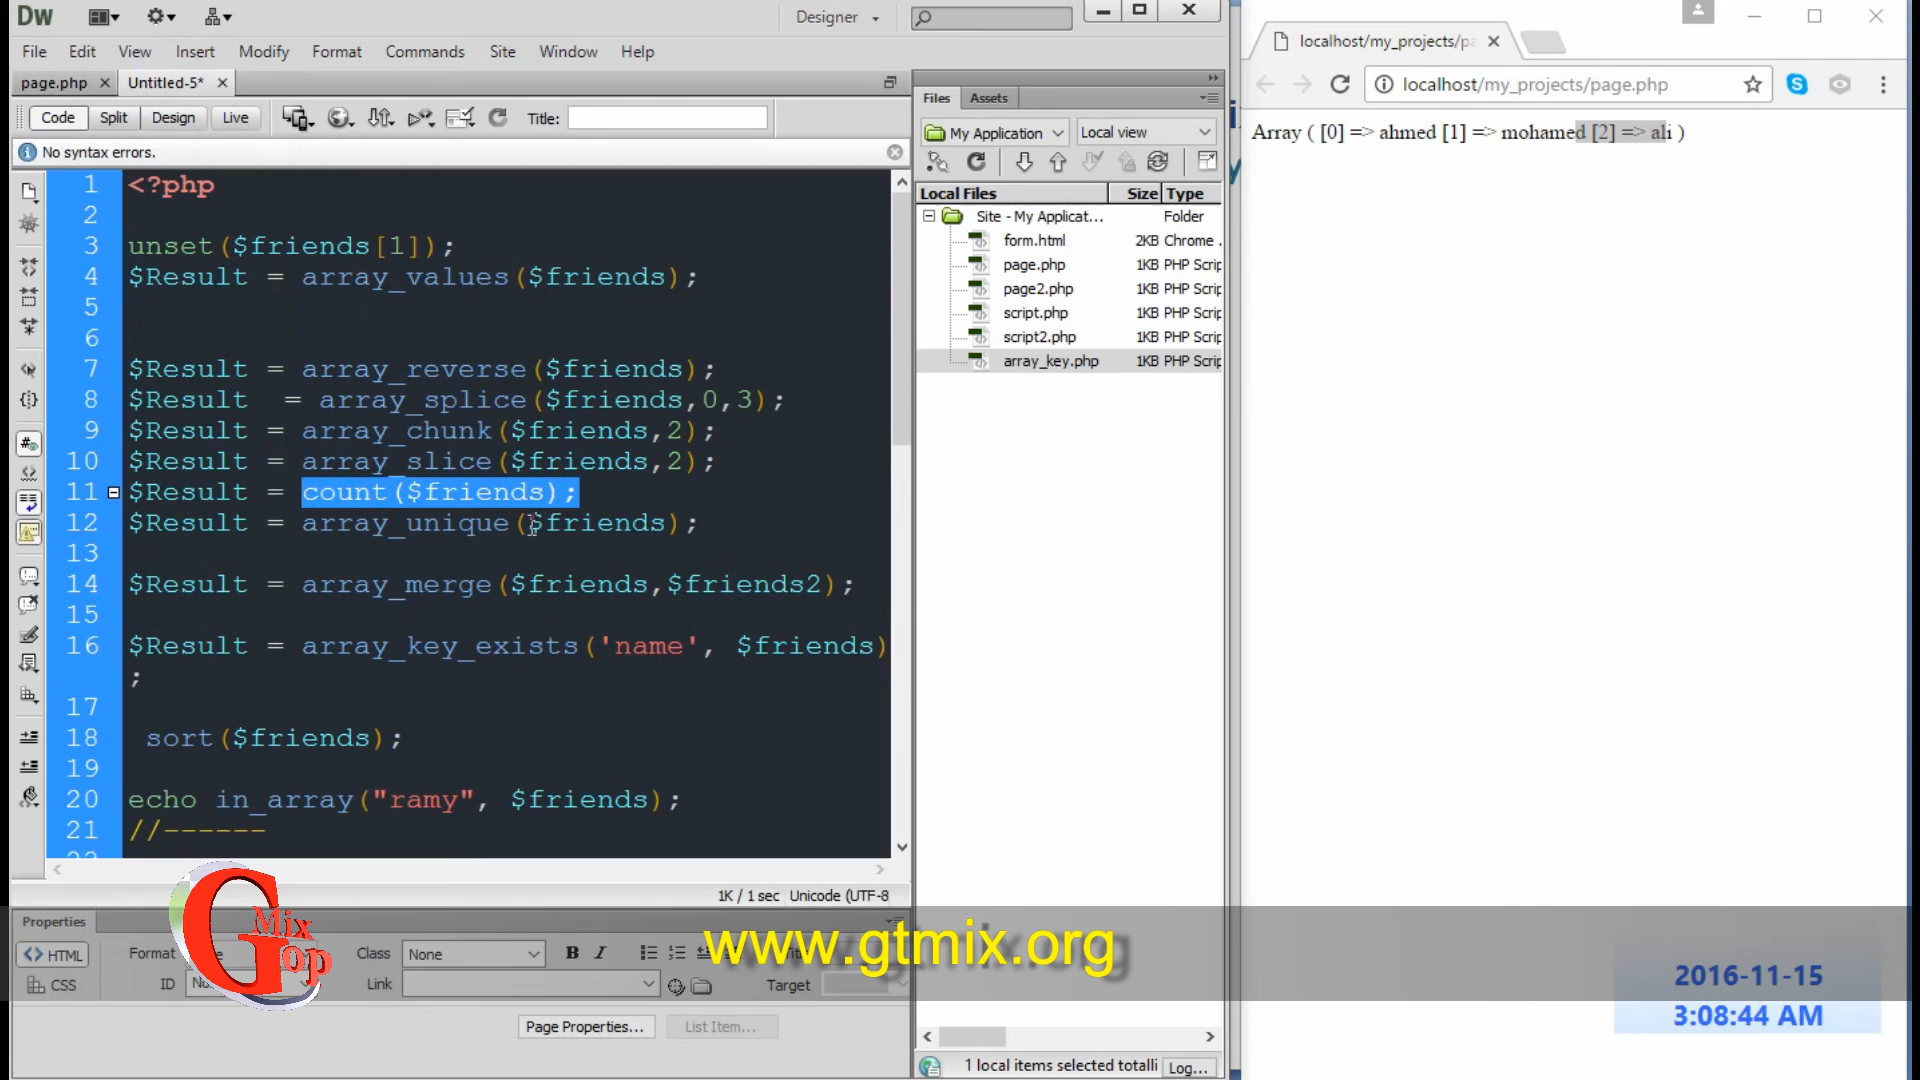 Dw
Designer
File Edit View Insert Modify Format Commands Site Window Help
page.php
Untitled-5*
Code Split Design Live
Title:
No syntax errors.
1 <?php
2
3 unset($friends[1]);
4 $Result = array_values($friends);
5
6
7 $Result = array_reverse($friends);
8 $Result  = array_splice($friends,0,3);
9 $Result = array_chunk($friends,2);
10 $Result = array_slice($friends,2);
11 $Result = count($friends);
12 $Result = array_unique($friends);
13
14 $Result = array_merge($friends,$friends2);
15
16 $Result = array_key_exists('name', $friends)
;
17
18 sort($friends);
19
20 echo in_array("ramy", $friends);
21 //------
1K / 1 sec Unicode (UTF-8
Properties
<> HTML
CSS
Format
ID
Class None
Link
B I
Target
Page Properties...
List Item...
Files Assets
My Application
Local view
Local Files Size Type
Site - My Applicat... Folder
form.html 2KB Chrome .
page.php 1KB PHP Scrip
page2.php 1KB PHP Scrip
script.php 1KB PHP Scrip
script2.php 1KB PHP Scrip
array_key.php 1KB PHP Scrip
1 local items selected totalli
Log...
localhost/my_projects/pa
localhost/my_projects/page.php
Array ( [0] => ahmed [1] => mohamed [2] => ali )
G Mix Top
www.gtmix.org
2016-11-15
3:08:44 AM